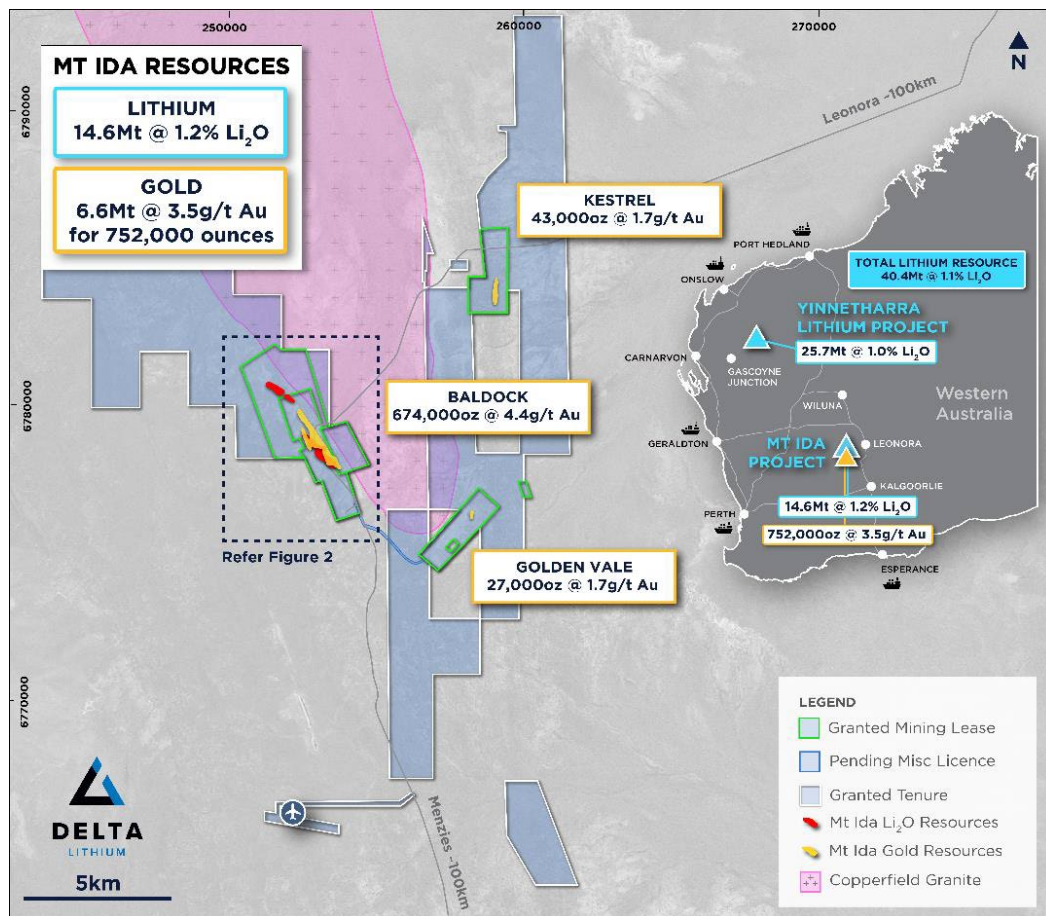 250000
260000
270000
6790000
6780000
6770000
MT IDA RESOURCES
LITHIUM
14.6Mt @ 1.2% Li₂O
GOLD
6.6Mt @ 3.5g/t Au
for 752,000 ounces
N
Leonora ~100km
KESTREL
43,000oz @ 1.7g/t Au
BALDOCK
674,000oz @ 4.4g/t Au
Refer Figure 2
GOLDEN VALE
27,000oz @ 1.7g/t Au
PORT HEDLAND
ONSLOW
TOTAL LITHIUM RESOURCE
40.4Mt @ 1.1% Li₂O
YINNETHARRA
LITHIUM PROJECT
25.7Mt @ 1.0% Li₂O
CARNARVON
GASCOYNE
JUNCTION
WILUNA
Western
Australia
GERALDTON
MT IDA
PROJECT
LEONORA
KALGOORLIE
14.6Mt @ 1.2% Li₂O
PERTH
752,000oz @ 3.5g/t Au
ESPERANCE
Menzies ~100km
DELTA
LITHIUM
5km
LEGEND
Granted Mining Lease
Pending Misc Licence
Granted Tenure
Mt Ida Li₂O Resources
Mt Ida Gold Resources
Copperfield Granite